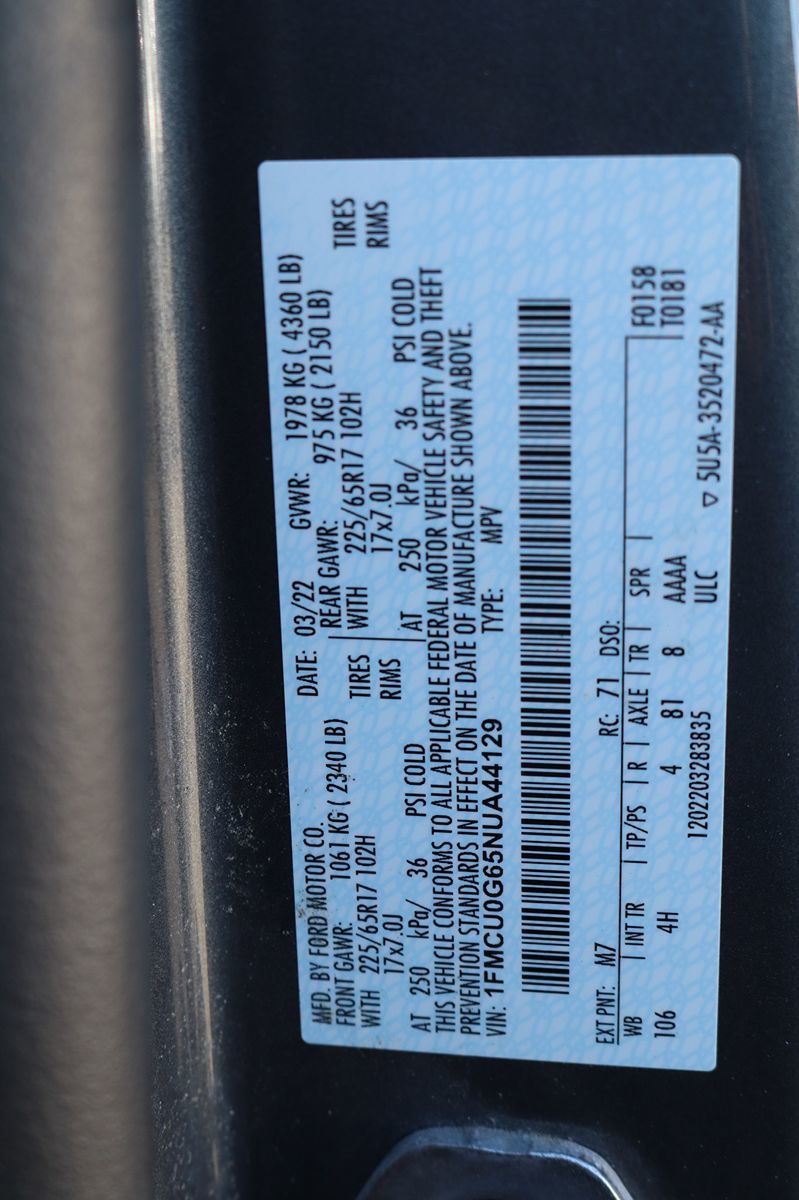 MFD. BY FORD MOTOR CO. DATE: 03/22 GVWR: 1978 KG ( 4360 LB)
FRONT GAWR: 1061 KG ( 2340 LB) REAR GAWR: 975 KG ( 2150 LB)
WITH 225/65R17 102H TIRES WITH 225/65R17 102H TIRES
17x7.0J RIMS 17x7.0J RIMS
AT 250 kPa/ 36 PSI COLD AT 250 kPa/ 36 PSI COLD
THIS VEHICLE CONFORMS TO ALL APPLICABLE FEDERAL MOTOR VEHICLE SAFETY AND THEFT
PREVENTION STANDARDS IN EFFECT ON THE DATE OF MANUFACTURE SHOWN ABOVE.
VIN: 1FMCU0G65NUA44129 TYPE: MPV
EXT PNT: M7 RC: 71 DSO: F0158
WB | INT TR | TP/PS | R | AXLE | TR | SPR | T0181
106 4H 4 81 8 AAAA
1202203283835 ULC ▽ 5U5A-3520472-AA